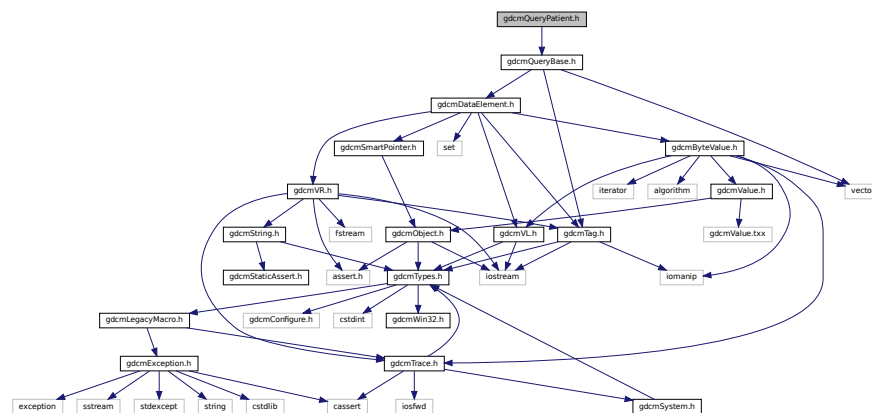 gdcmQueryPatient.h
gdcmQueryBase.h
gdcmDataElement.h
gdcmSmartPointer.h
set
gdcmByteValue.h
gdcmVR.h
iterator
algorithm
gdcmValue.h
vector
gdcmString.h
fstream
gdcmObject.h
gdcmVL.h
gdcmTag.h
gdcmValue.txx
gdcmStaticAssert.h
assert.h
gdcmTypes.h
iostream
iomanip
gdcmLegacyMacro.h
gdcmConfigure.h
cstdint
gdcmWin32.h
gdcmException.h
gdcmTrace.h
exception
sstream
stdexcept
string
cstdlib
cassert
iosfwd
gdcmSystem.h